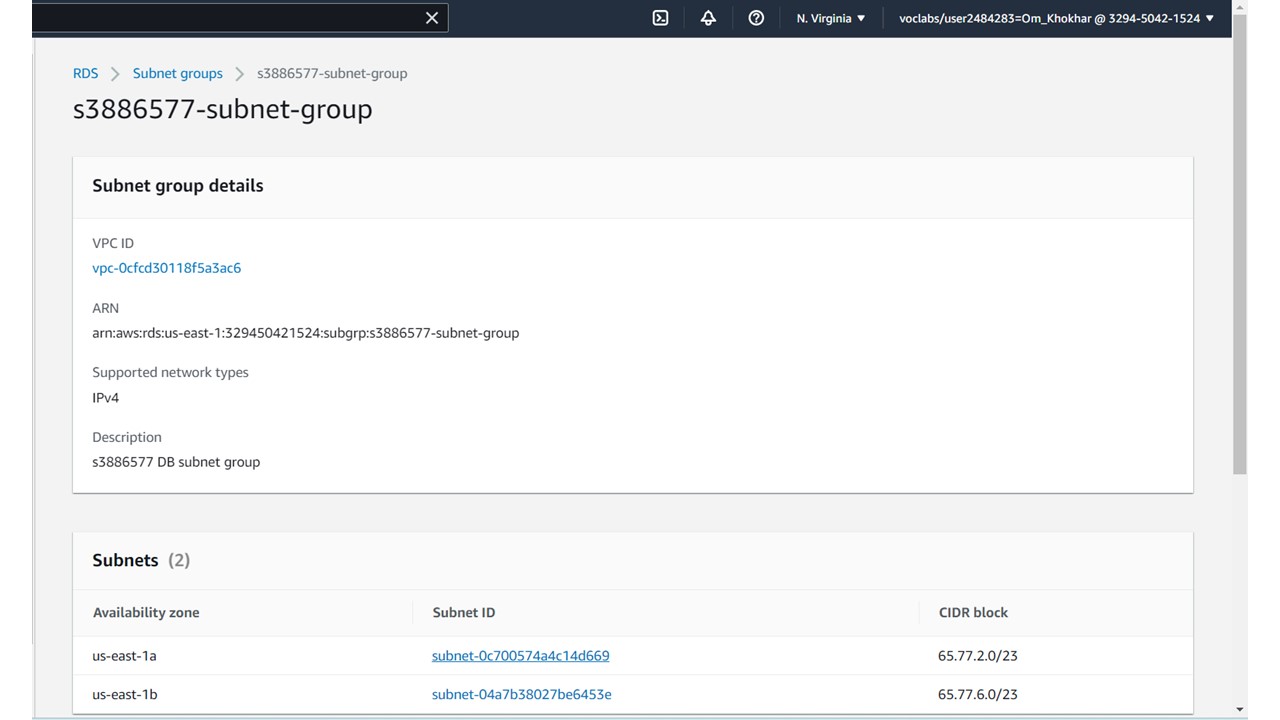 N. Virginia voclabs/user2484283=Om_Khokhar @ 3294-5042-1524
RDS Subnet groups s3886577-subnet-group
s3886577-subnet-group
Subnet group details
VPC ID
vpc-0cfcd30118f5a3ac6
ARN
arn:aws:rds:us-east-1:329450421524:subgrp:s3886577-subnet-group
Supported network types
IPv4
Description
s3886577 DB subnet group
Subnets (2)
Availability zone Subnet ID CIDR block
us-east-1a subnet-0c700574a4c14d669 65.77.2.0/23
us-east-1b subnet-04a7b38027be6453e 65.77.6.0/23